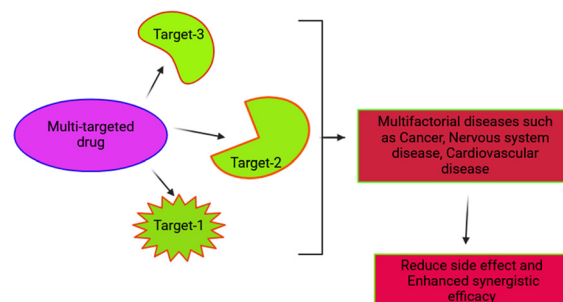 Target-3
Multi-targeted
drug
Target-2
Target-1
Multifactorial diseases such
as Cancer, Nervous system
disease, Cardiovascular
disease
Reduce side effect and
Enhanced synergistic
efficacy